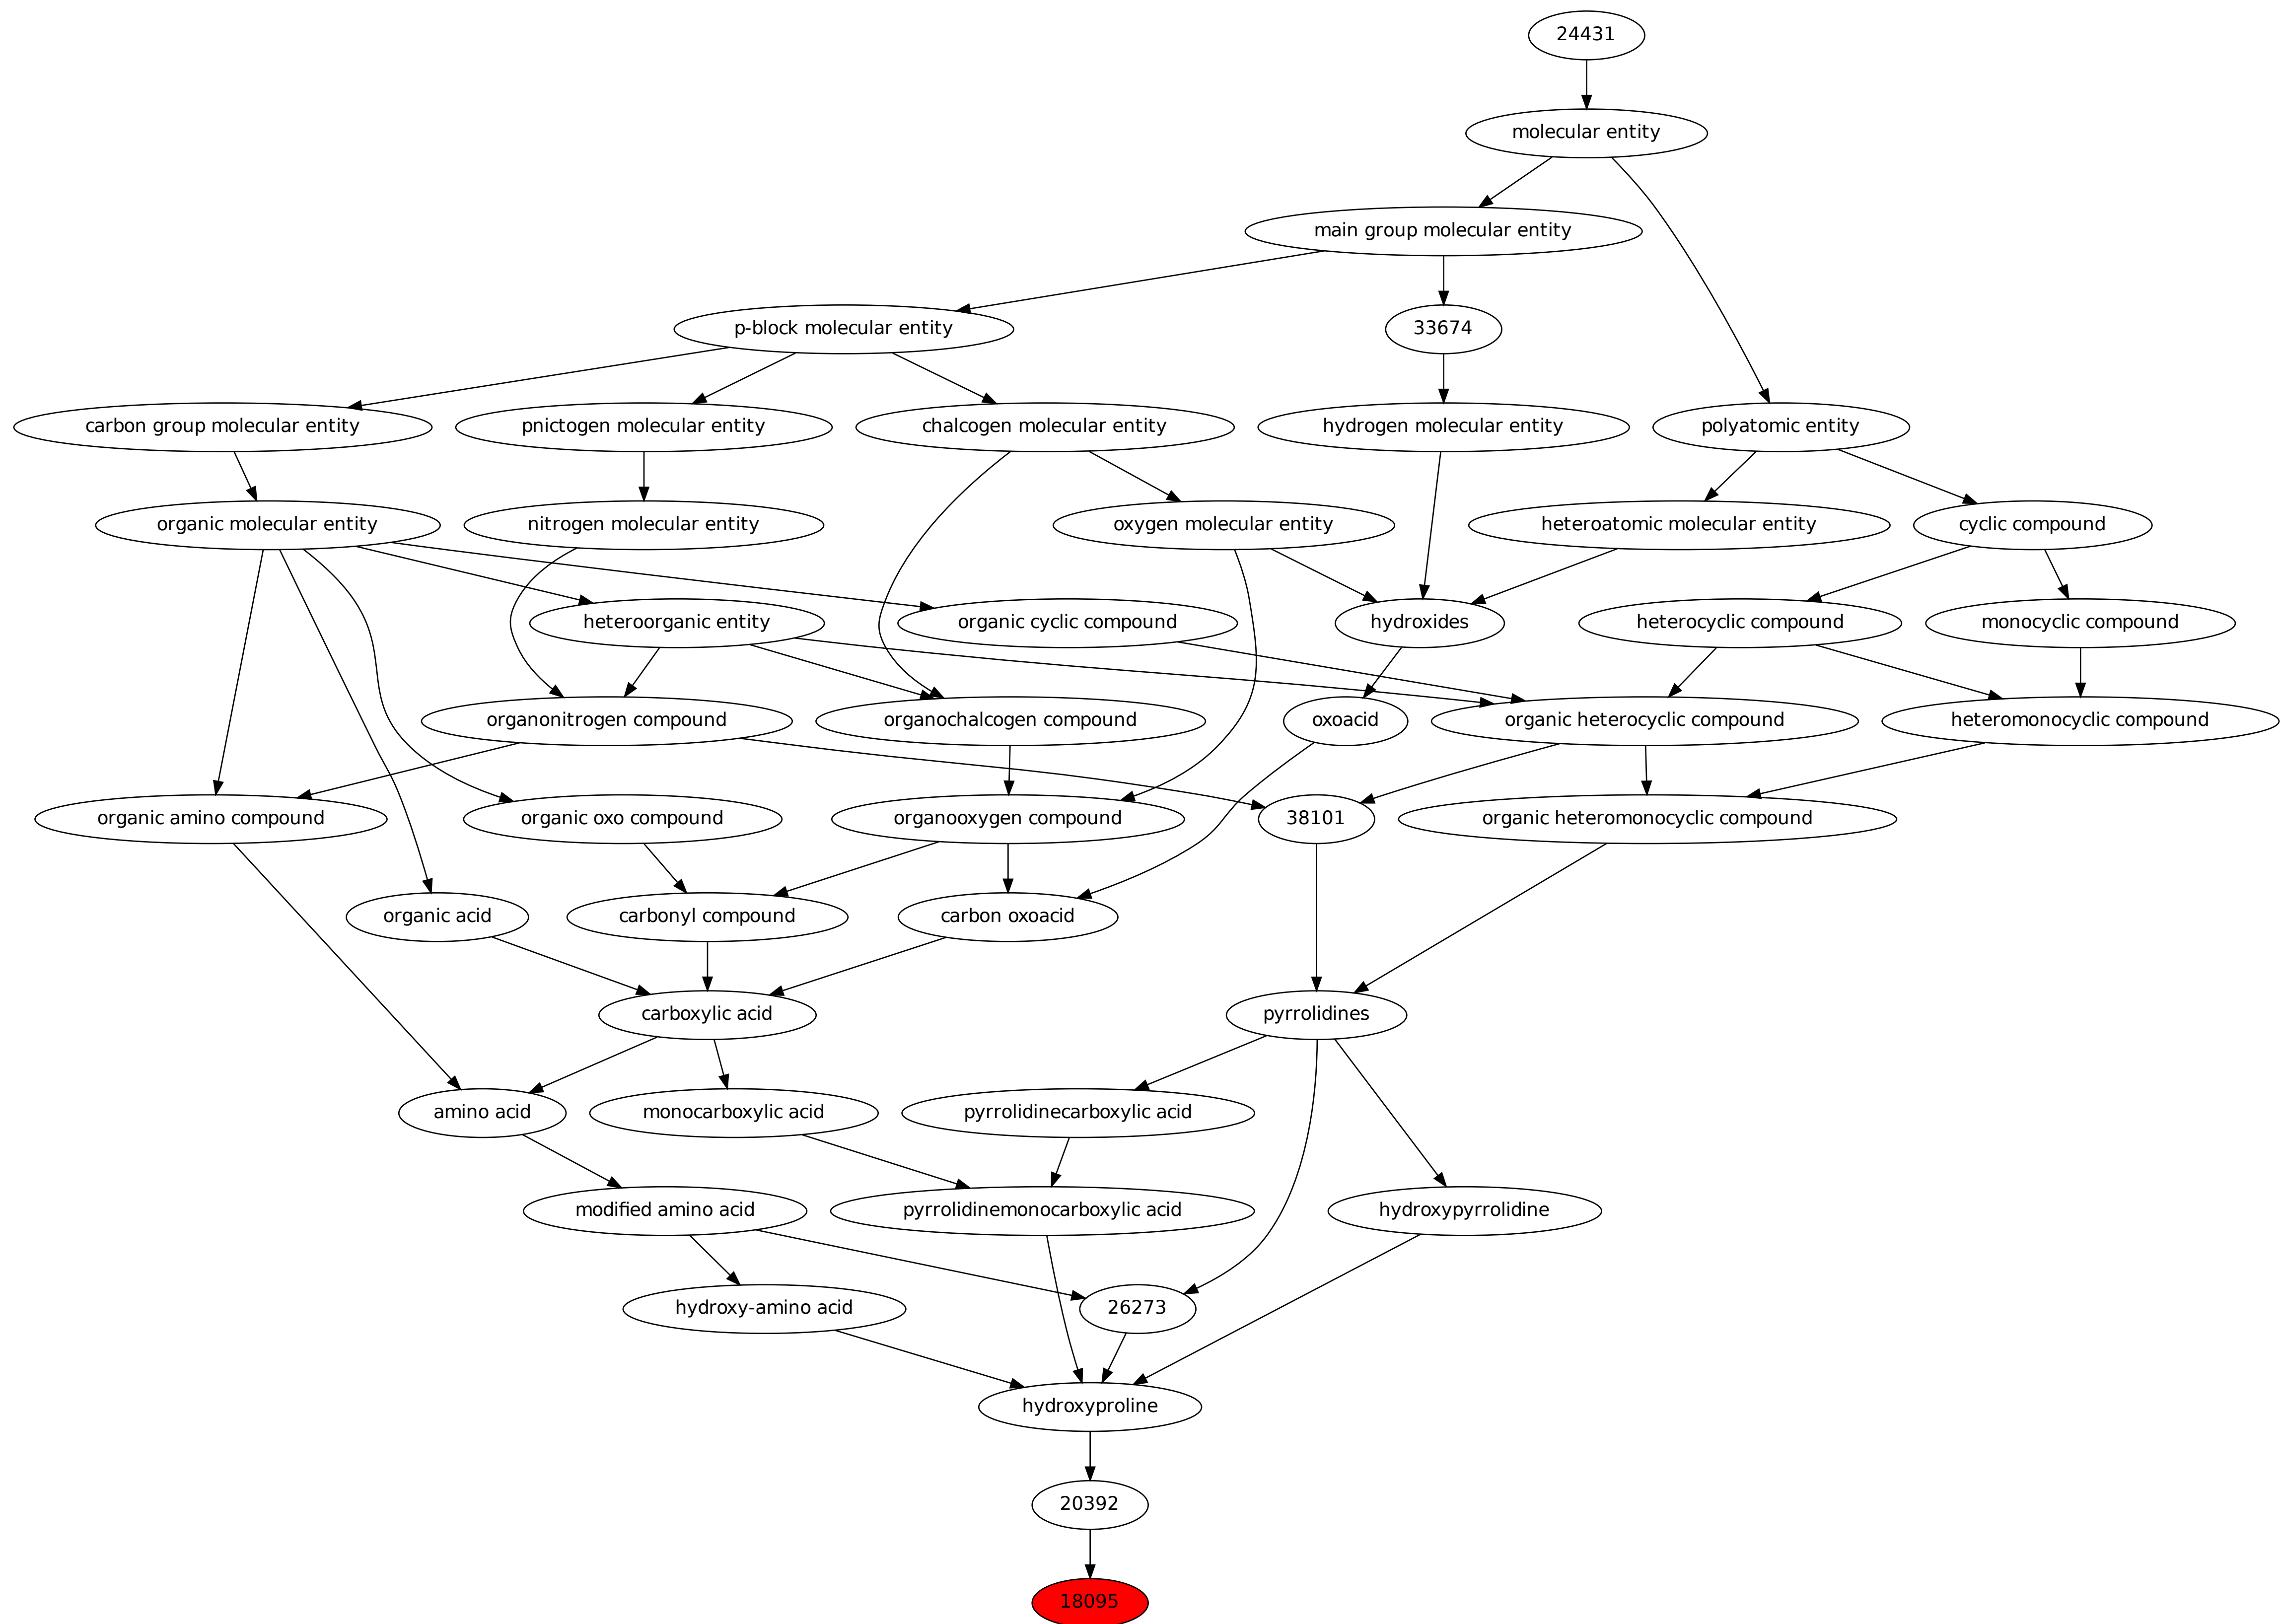 24431
molecular entity
main group molecular entity
p-block molecular entity
33674
carbon group molecular entity
pnictogen molecular entity
chalcogen molecular entity
hydrogen molecular entity
polyatomic entity
organic molecular entity
nitrogen molecular entity
oxygen molecular entity
heteroatomic molecular entity
cyclic compound
heteroorganic entity
organic cyclic compound
hydroxides
heterocyclic compound
monocyclic compound
organonitrogen compound
organochalcogen compound
oxoacid
organic heterocyclic compound
heteromonocyclic compound
organic amino compound
organic oxo compound
organooxygen compound
38101
organic heteromonocyclic compound
organic acid
carbonyl compound
carbon oxoacid
carboxylic acid
pyrrolidines
amino acid
monocarboxylic acid
pyrrolidinecarboxylic acid
modified amino acid
pyrrolidinemonocarboxylic acid
hydroxypyrrolidine
hydroxy-amino acid
26273
hydroxyproline
20392
18095